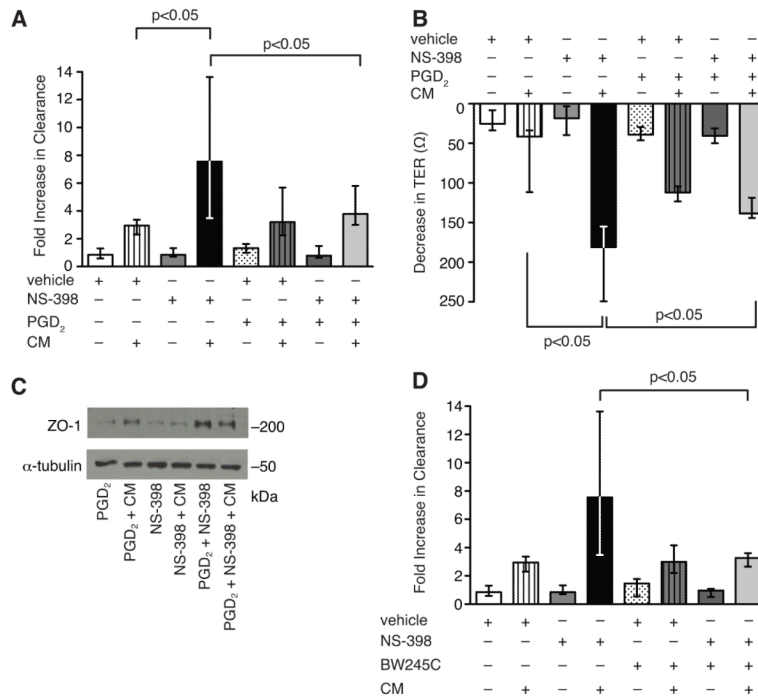 A
p<0.05
p<0.05
14
12
10
8
6
4
2
0
Fold Increase in Clearance
vehicle + + – – + + – –
NS-398 – – + + – – + +
PGD₂ – – – – + + + +
CM – + – + – + – +
B
vehicle + + – – + + – –
NS-398 – – + + – – + +
PGD₂ – – – – + + + +
CM – + – + – + – +
0
50
100
150
200
250
Decrease in TER (Ω)
p<0.05
p<0.05
C
ZO-1 –200
α-tubulin –50
kDa
PGD₂
PGD₂ + CM
NS-398
NS-398 + CM
PGD₂ + NS-398
PGD₂ + NS-398 + CM
D
p<0.05
14
12
10
8
6
4
2
0
Fold Increase in Clearance
vehicle + + – – + + – –
NS-398 – – + + – – + +
BW245C – – – – + + + +
CM – + – + – + – +